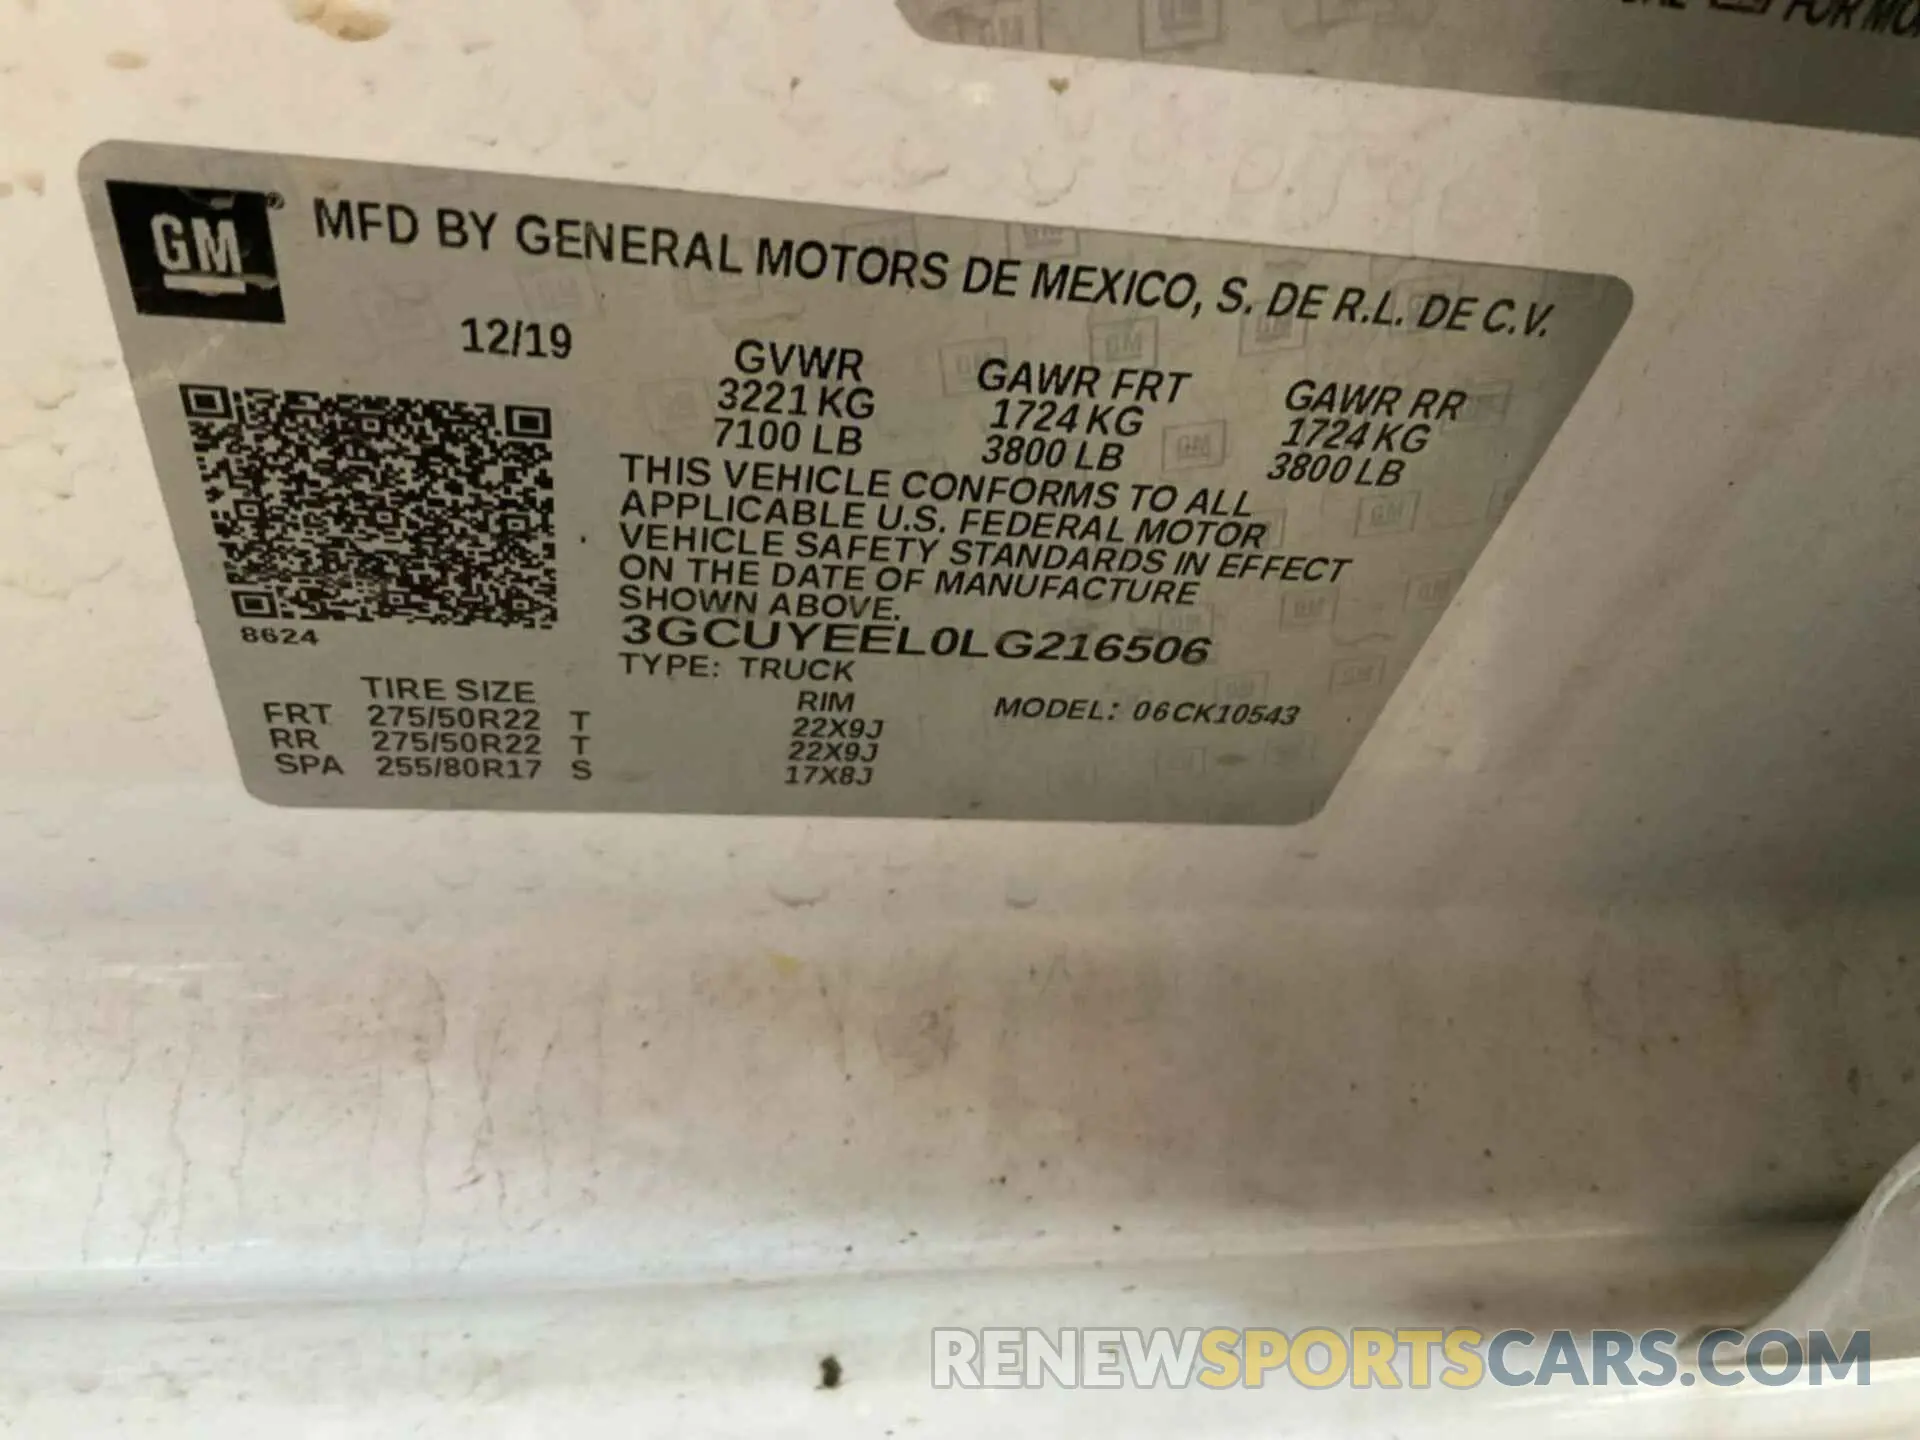 FOR MO
GM® MFD BY GENERAL MOTORS DE MEXICO, S. DE R.L. DE C.V.
12/19
GVWR GAWR FRT GAWR RR
3221 KG 1724 KG 1724 KG
7100 LB 3800 LB 3800 LB
THIS VEHICLE CONFORMS TO ALL
APPLICABLE U.S. FEDERAL MOTOR
VEHICLE SAFETY STANDARDS IN EFFECT
ON THE DATE OF MANUFACTURE
SHOWN ABOVE.
8624
3GCUYEEL0LG216506
TYPE: TRUCK
TIRE SIZE RIM MODEL: 06CK10543
FRT 275/50R22 T 22X9J
RR 275/50R22 T 22X9J
SPA 255/80R17 S 17X8J
RENEWSPORTSCARS.COM